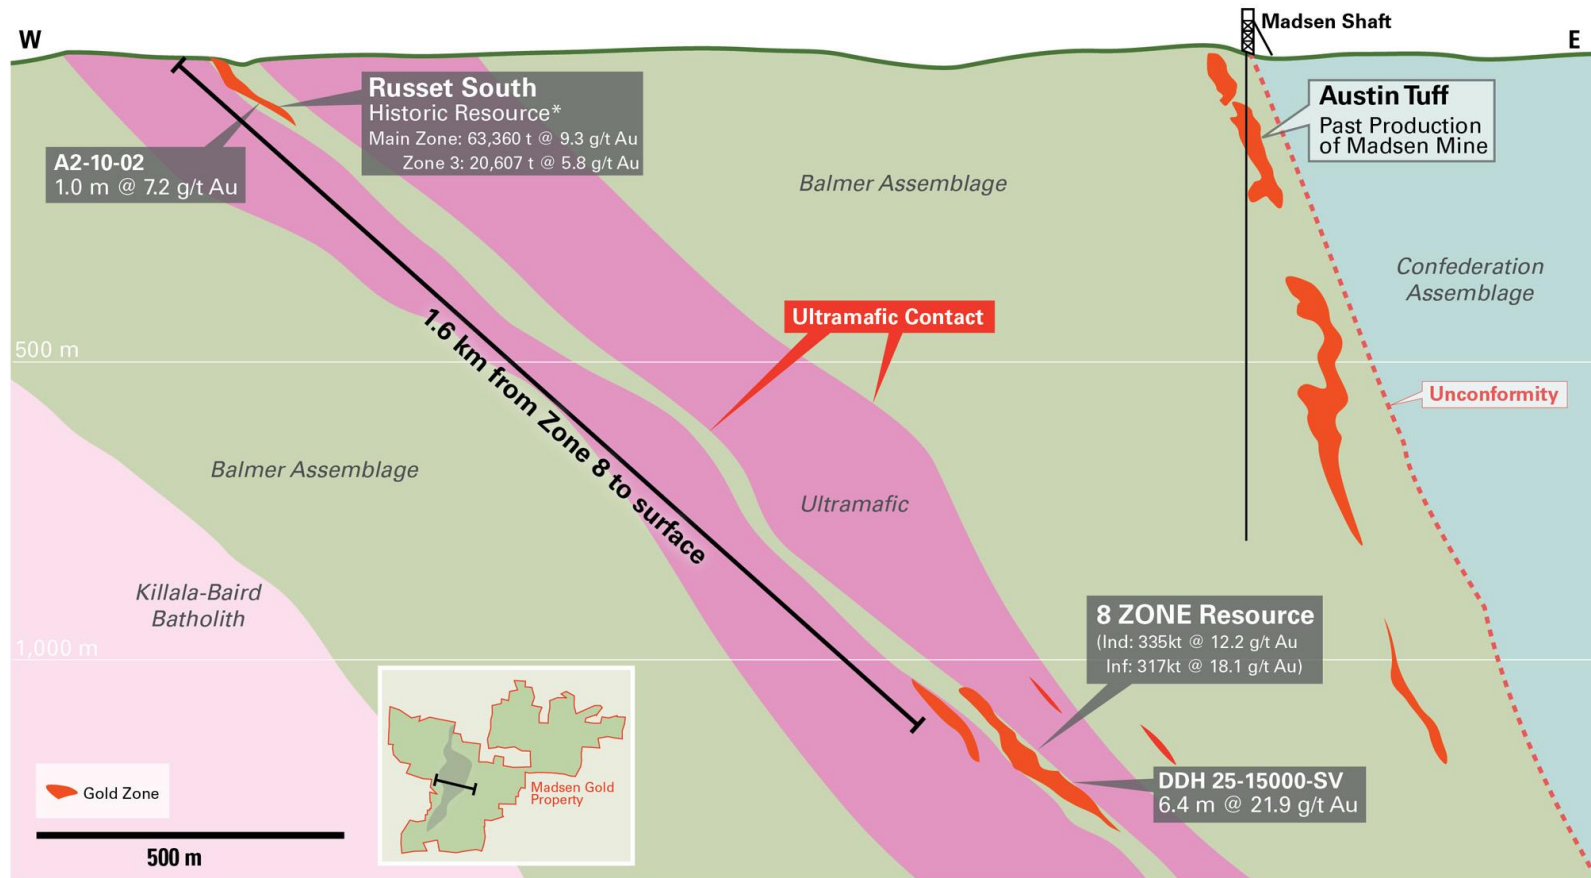 W
Madsen Shaft
E
Russet South
Historic Resource*
Main Zone: 63,360 t @ 9.3 g/t Au
Zone 3: 20,607 t @ 5.8 g/t Au
A2-10-02
1.0 m @ 7.2 g/t Au
Austin Tuff
Past Production
of Madsen Mine
Balmer Assemblage
Confederation
Assemblage
Ultramafic Contact
500 m
1.6 km from Zone 8 to surface
Unconformity
Balmer Assemblage
Ultramafic
Killala-Baird
Batholith
8 ZONE Resource
(Ind: 335kt @ 12.2 g/t Au
Inf: 317kt @ 18.1 g/t Au)
1,000 m
Madsen Gold
Property
DDH 25-15000-SV
6.4 m @ 21.9 g/t Au
Gold Zone
500 m